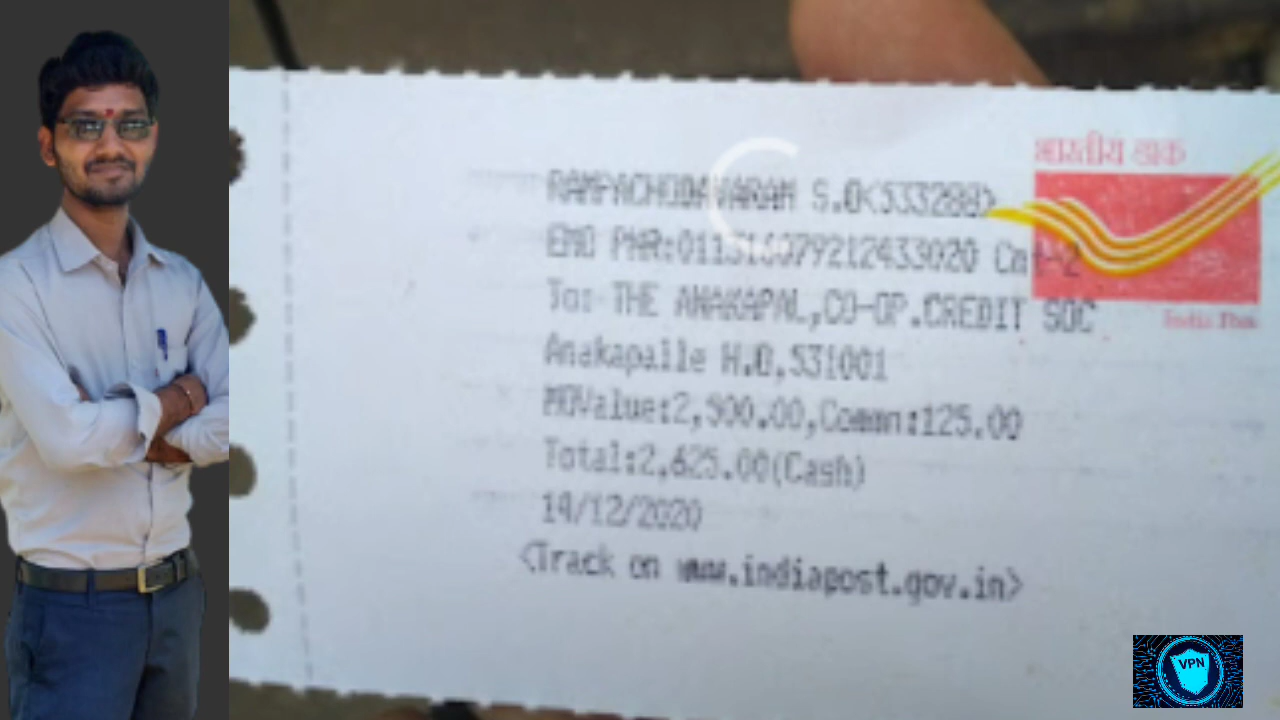 भारतीय डाक
RAMPACHODAVARAM S.O<533288>
EMO PNR:011316079212433020 Cnt-2
To: THE ANAKAPAL,CO-OP.CREDIT SOC
India Post
Anakapalle H.O,531001
MOValue:2,500.00,Commn:125.00
Total:2,625.00(Cash)
14/12/2020
<Track on www.indiapost.gov.in>
VPN